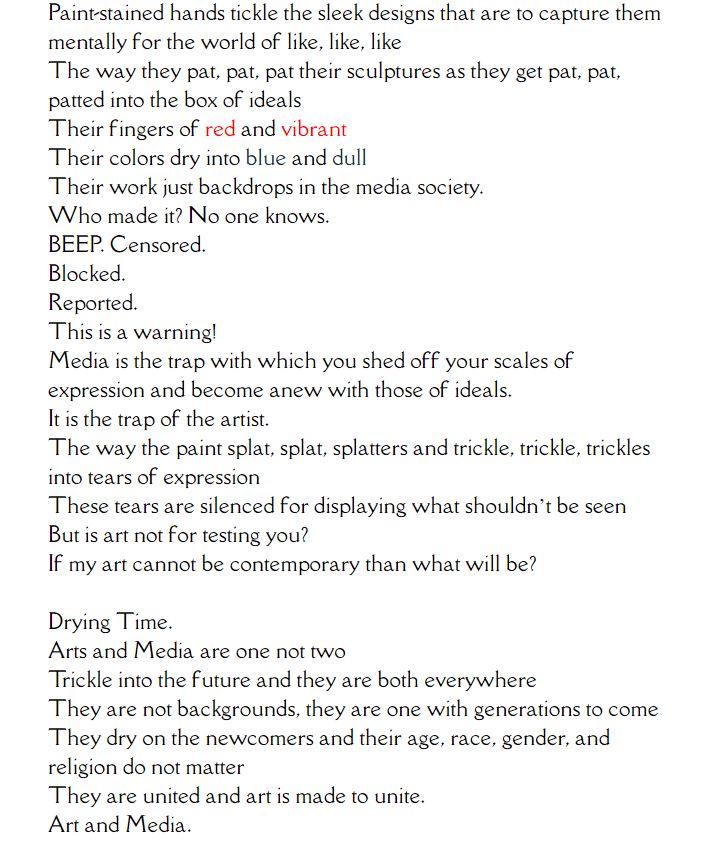 Paint-stained hands tickle the sleek designs that are to capture them
mentally for the world of like, like, like
The way they pat, pat, pat their sculptures as they get pat, pat,
patted into the box of ideals
Their fingers of red and vibrant
Their colors dry into blue and dull
Their work just backdrops in the media society.
Who made it? No one knows.
BEEP. Censored.
Blocked.
Reported.
This is a warning!
Media is the trap with which you shed off your scales of
expression and become anew with those of ideals.
It is the trap of the artist.
The way the paint splat, splat, splatters and trickle, trickle, trickles
into tears of expression
These tears are silenced for displaying what shouldn't be seen
But is art not for testing you?
If my art cannot be contemporary than what will be?

Drying Time.
Arts and Media are one not two
Trickle into the future and they are both everywhere
They are not backgrounds, they are one with generations to come
They dry on the newcomers and their age, race, gender, and
religion do not matter
They are united and art is made to unite.
Art and Media.